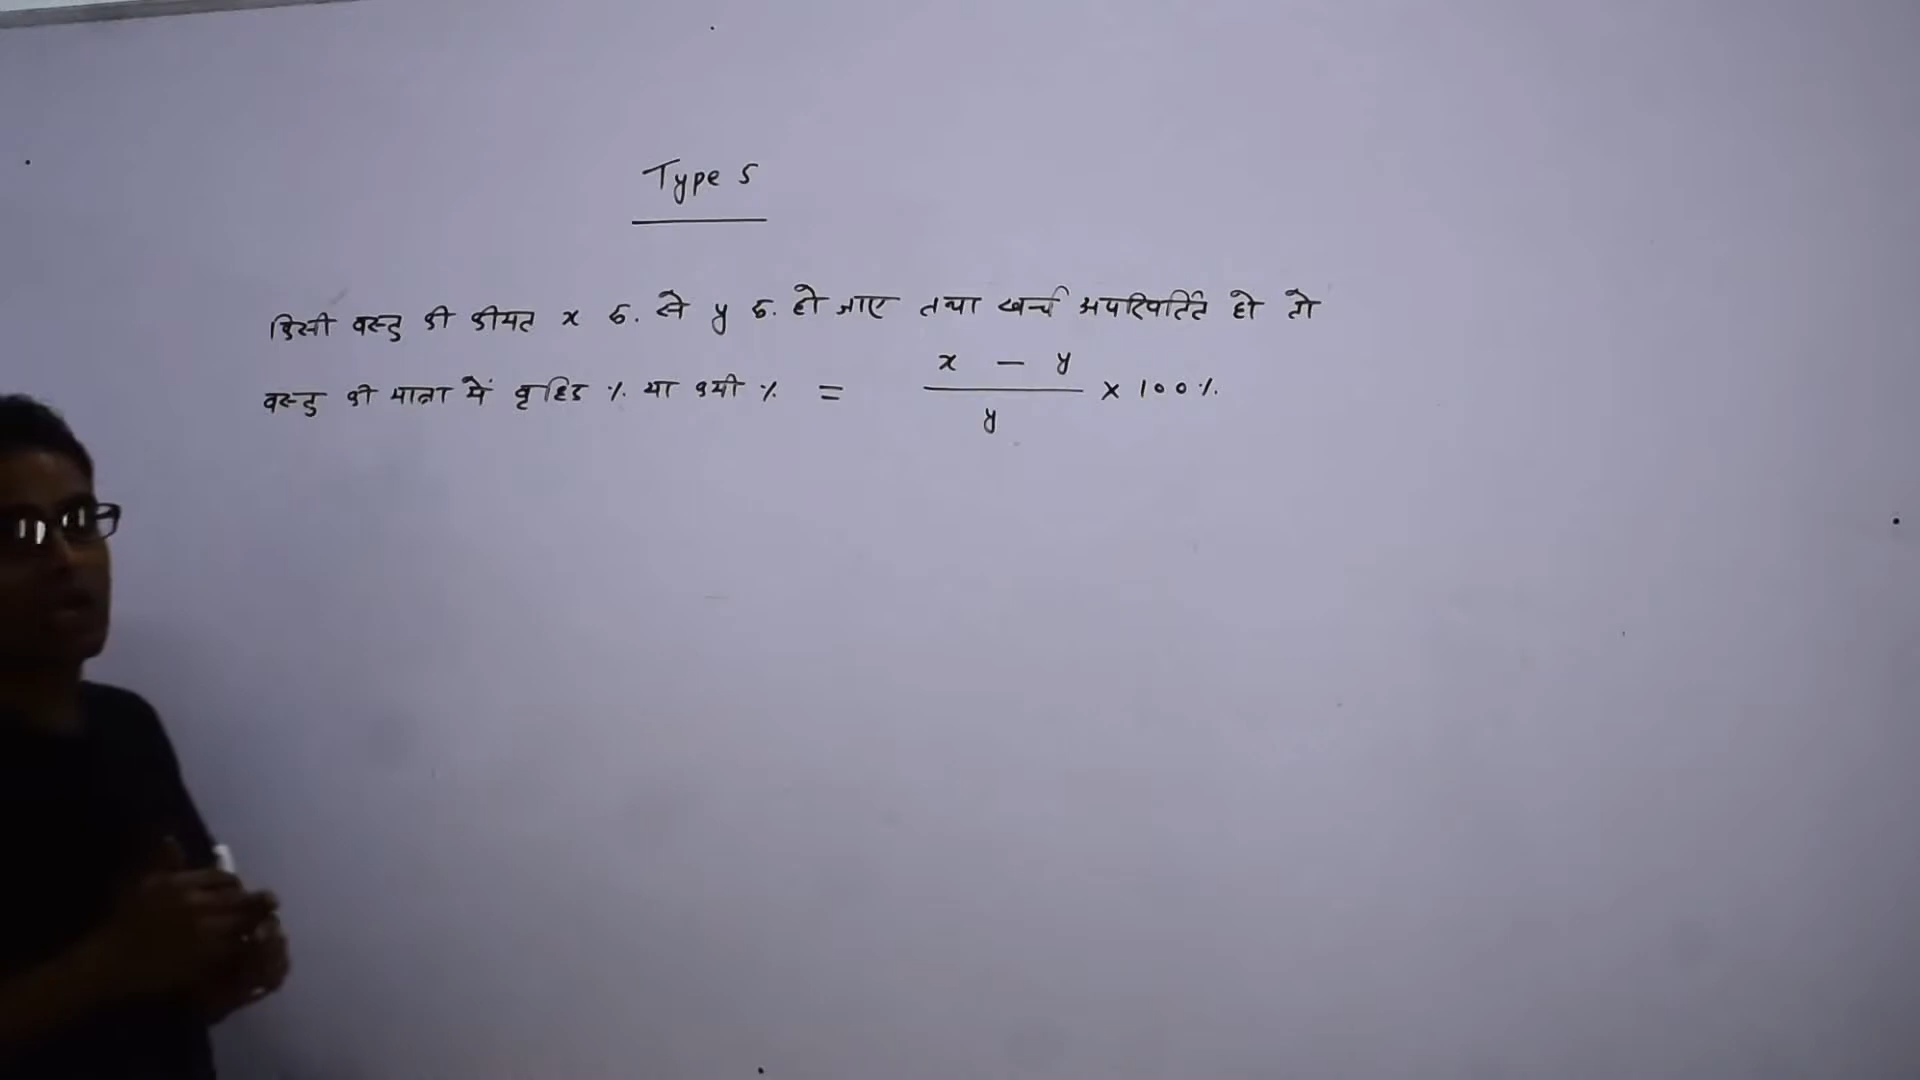 Type 5
किसी वस्तु की कीमत x रु. से y रु. हो जाए तथा खर्च अपरिवर्तित हो तो
वस्तु की मात्रा में वृद्धि % या कमी % = x - y / y × 100%